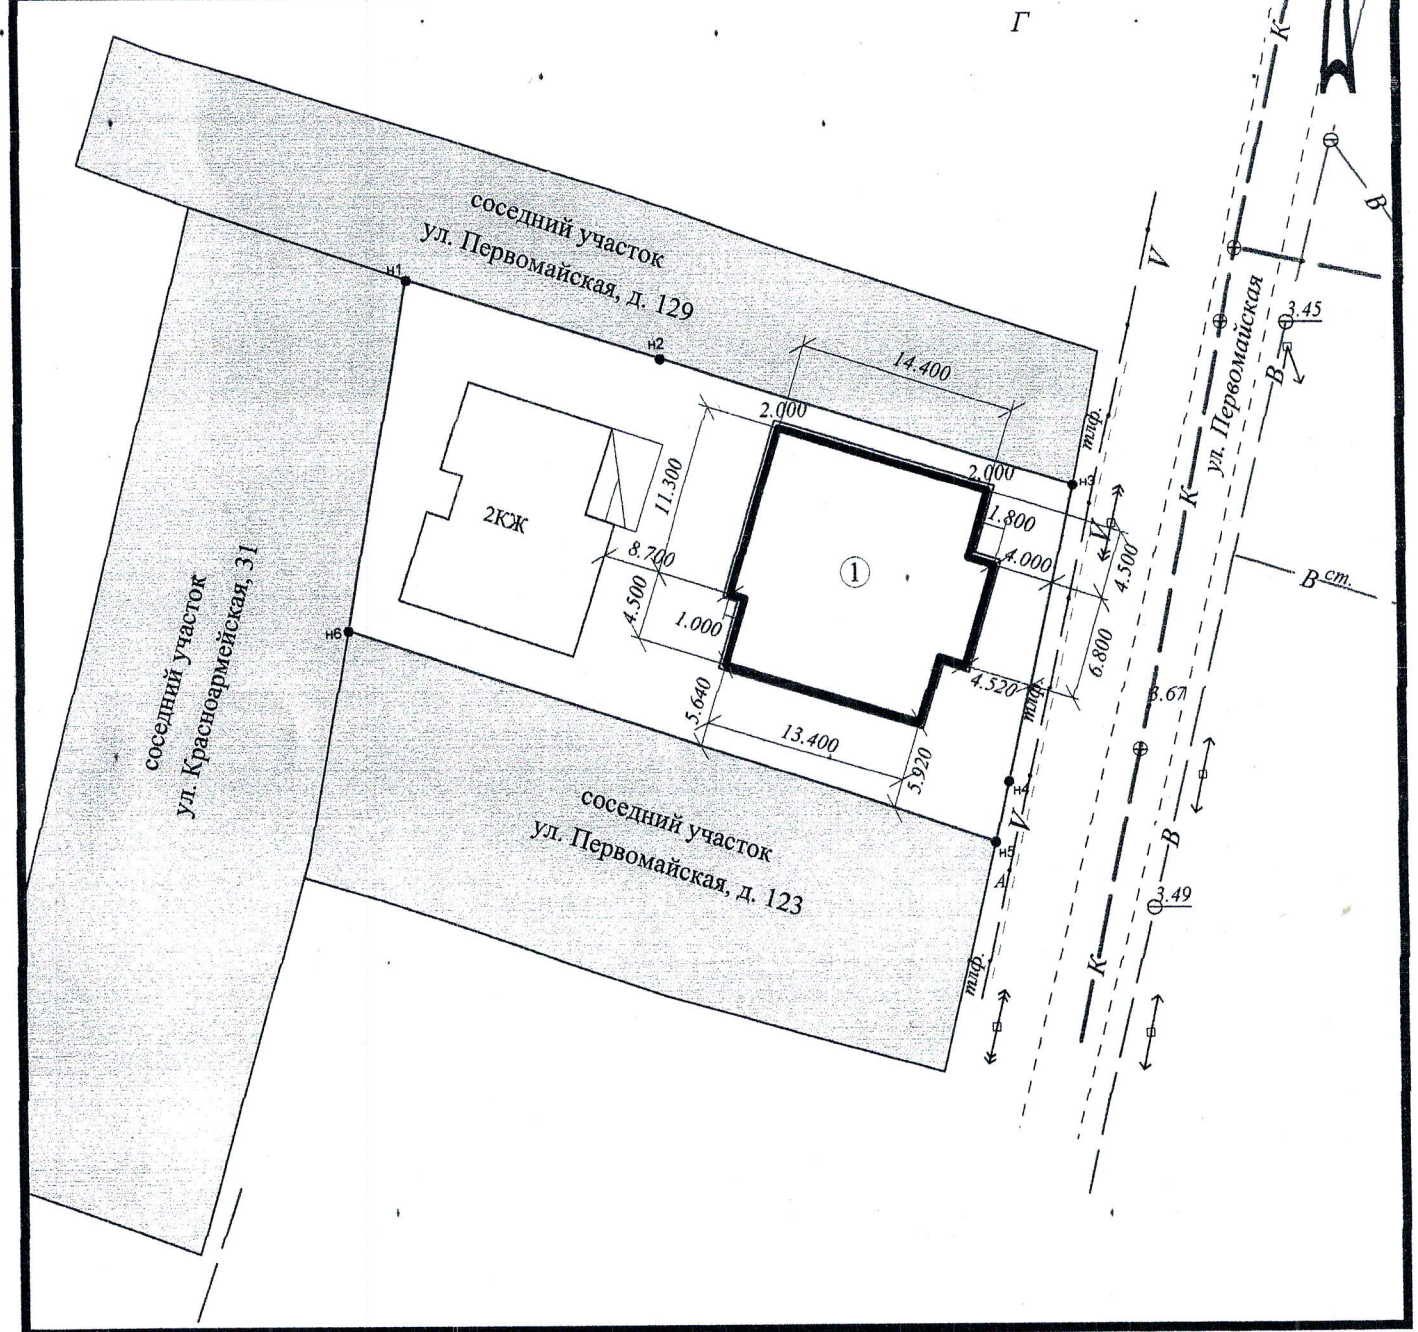 Г
К
В
V
соседний участок
ул. Первомайская, д. 129
н1
н2
14.400
тлф.
ул. Первомайская
3.45
В
2.000
2.000
н3
11.300
1.800
К
V
2КЖ
8.700
1
4.000
4.500
В ст.
4.500
1.000
н6
соседний участок
ул. Красноармейская, 31
6.800
4.520
тлф.
3.67
5.640
13.400
5.920
н4
V
В
соседний участок
ул. Первомайская, д. 123
н5
А
3.49
тлф.
К